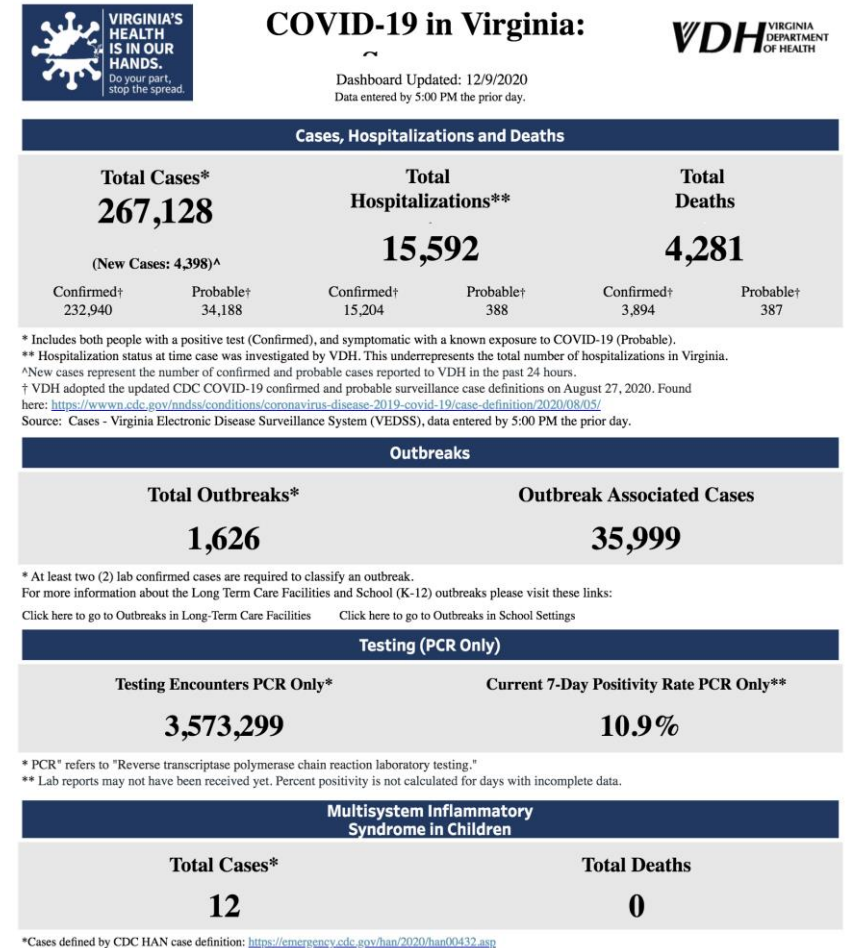 VIRGINIA'S
HEALTH
IS IN OUR
HANDS.
Do your part,
stop the spread.
COVID-19 in Virginia:
Dashboard Updated: 12/9/2020
Data entered by 5:00 PM the prior day.
VDH VIRGINIA
DEPARTMENT
OF HEALTH
Cases, Hospitalizations and Deaths
Total Cases*
267,128
(New Cases: 4,398)^
Total
Hospitalizations**
15,592
Total
Deaths
4,281
Confirmed† Probable† Confirmed† Probable† Confirmed† Probable†
232,940 34,188 15,204 388 3,894 387
* Includes both people with a positive test (Confirmed), and symptomatic with a known exposure to COVID-19 (Probable).
** Hospitalization status at time case was investigated by VDH. This underrepresents the total number of hospitalizations in Virginia.
^New cases represent the number of confirmed and probable cases reported to VDH in the past 24 hours.
† VDH adopted the updated CDC COVID-19 confirmed and probable surveillance case definitions on August 27, 2020. Found
here: https://wwwn.cdc.gov/nndss/conditions/coronavirus-disease-2019-covid-19/case-definition/2020/08/05/
Source: Cases - Virginia Electronic Disease Surveillance System (VEDSS), data entered by 5:00 PM the prior day.
Outbreaks
Total Outbreaks* Outbreak Associated Cases
1,626 35,999
* At least two (2) lab confirmed cases are required to classify an outbreak.
For more information about the Long Term Care Facilities and School (K-12) outbreaks please visit these links:
Click here to go to Outbreaks in Long-Term Care Facilities Click here to go to Outbreaks in School Settings
Testing (PCR Only)
Testing Encounters PCR Only* Current 7-Day Positivity Rate PCR Only**
3,573,299 10.9%
* PCR" refers to "Reverse transcriptase polymerase chain reaction laboratory testing."
** Lab reports may not have been received yet. Percent positivity is not calculated for days with incomplete data.
Multisystem Inflammatory
Syndrome in Children
Total Cases* Total Deaths
12 0
*Cases defined by CDC HAN case definition: https://emergency.cdc.gov/han/2020/han00432.asp